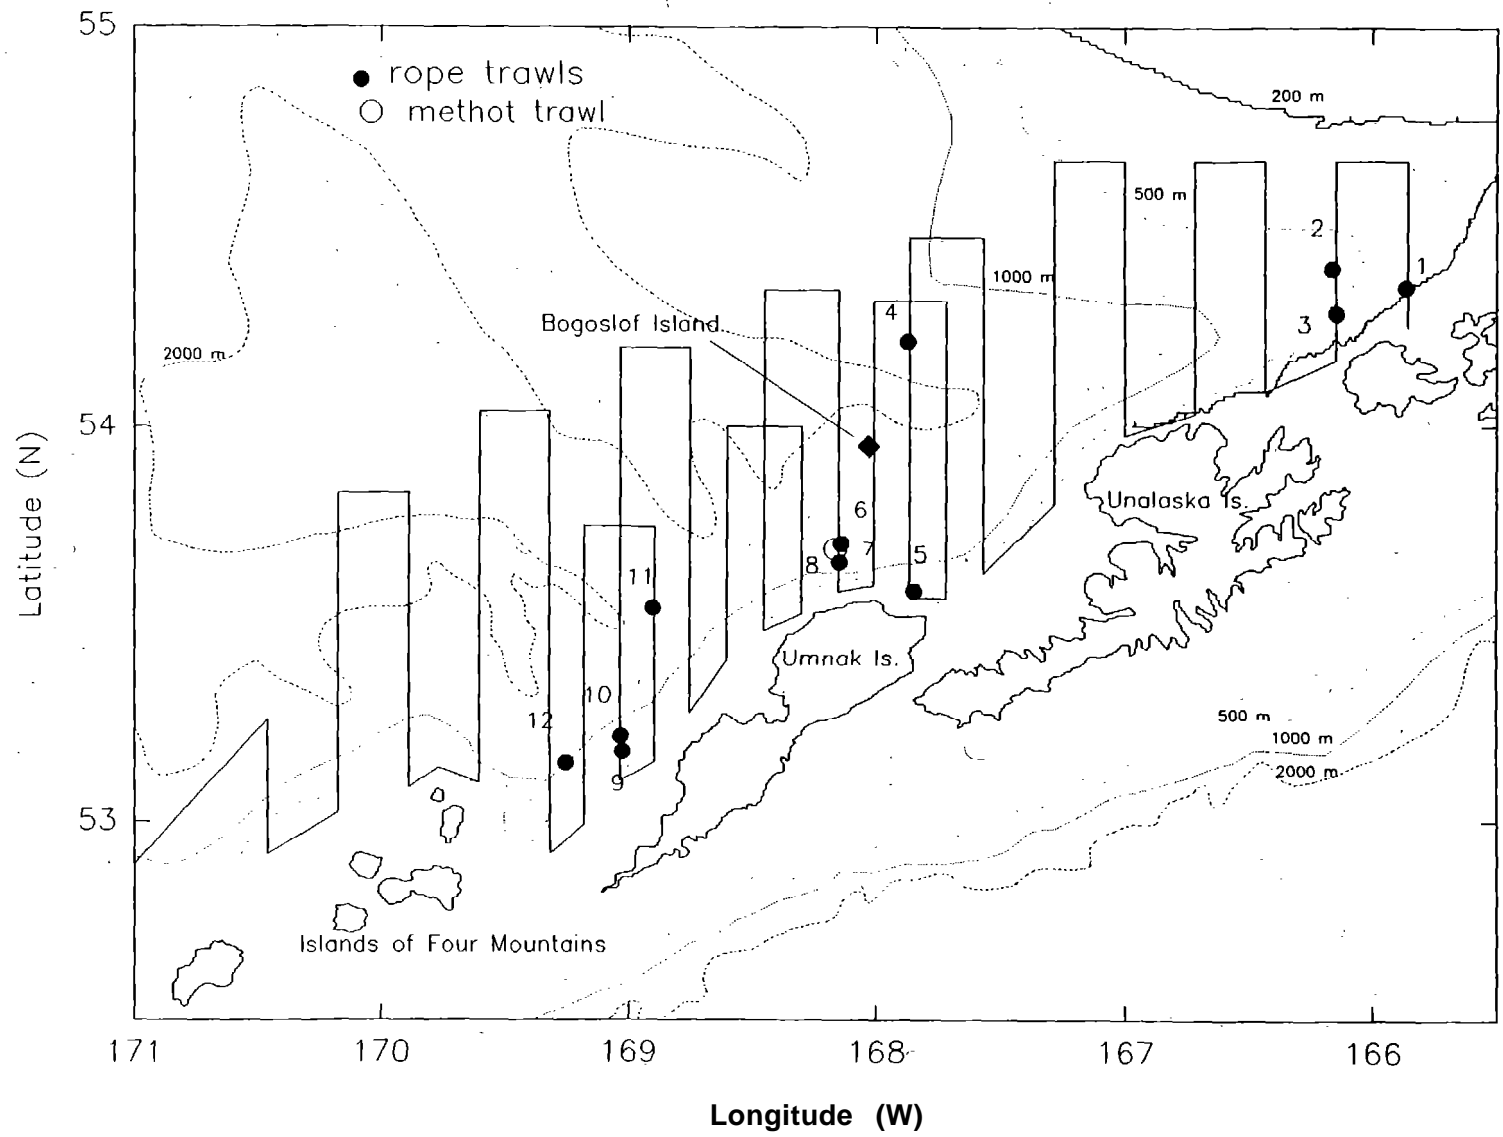 55
rope trawls
methot trawl
200 m
500 m
2
1
1000 m
4
3
Bogoslof Island
2000 m
54
Latitude (N)
Unalaska Is.
6
7
5
8
11
Umnak Is.
10
12
500 m
1000 m
2000 m
9
53
Islands of Four Mountains
171
170
169
168
167
166
Longitude (W)